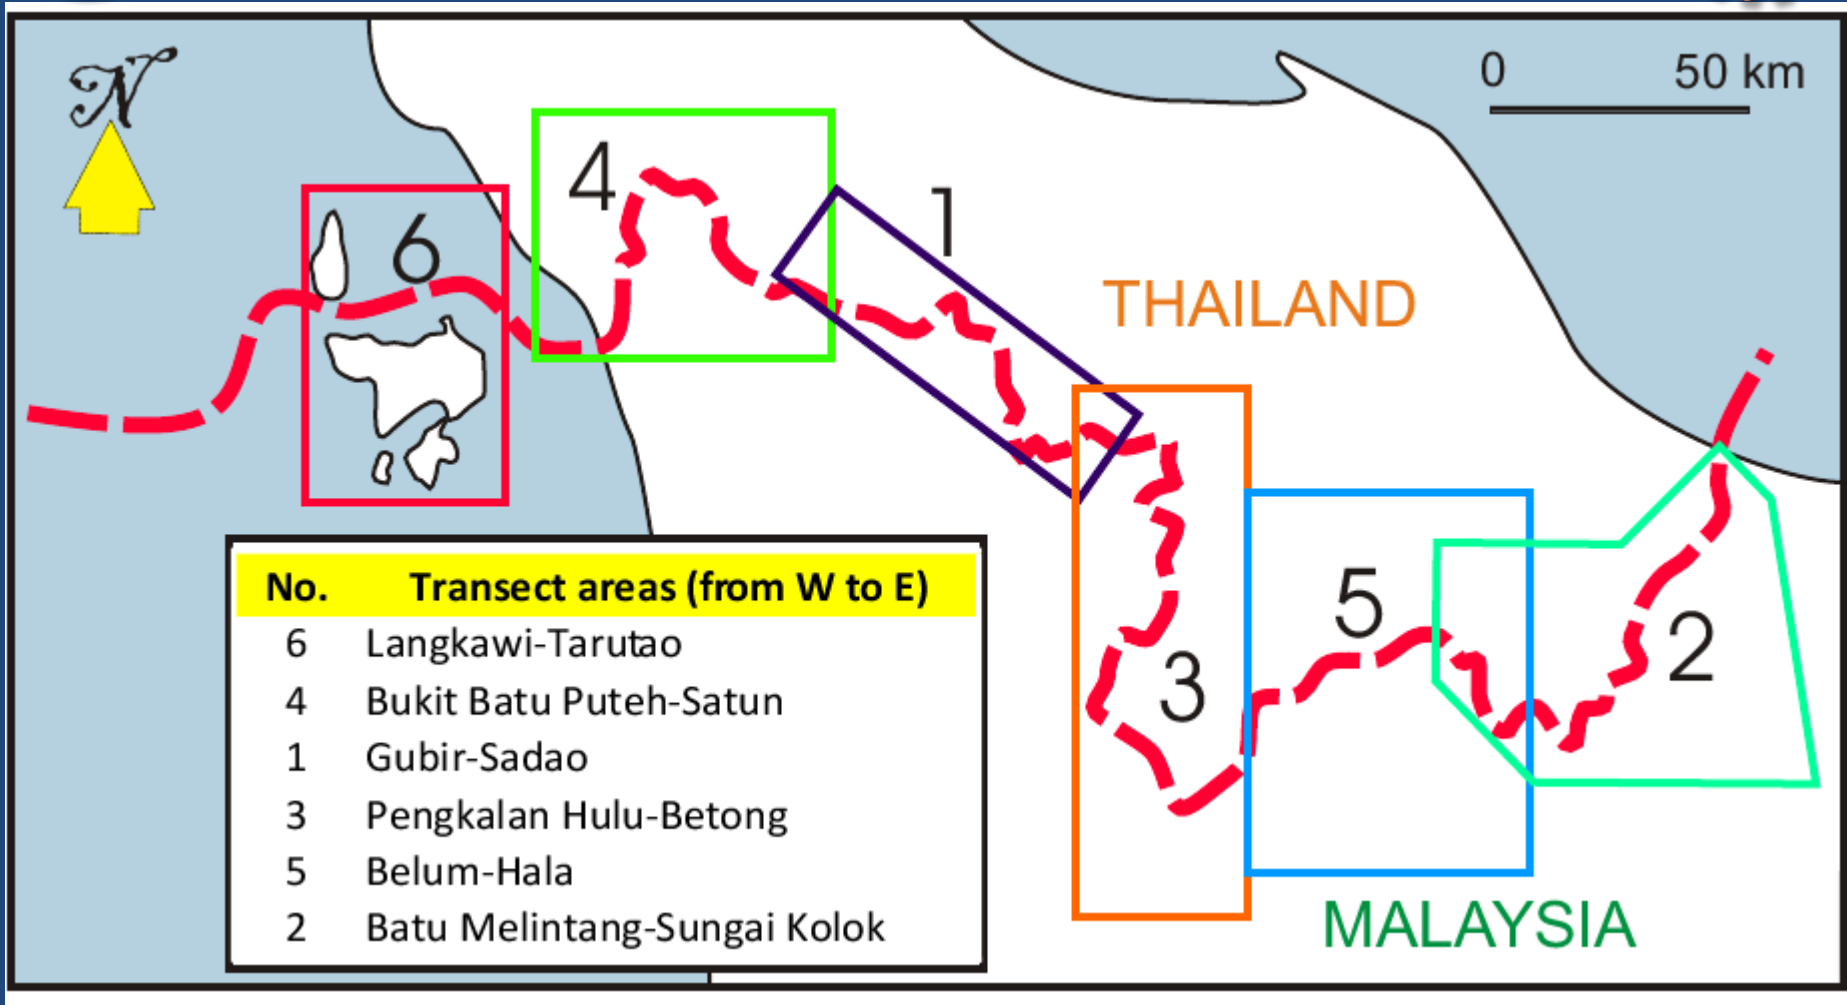 N
0 50 km
4
1
6
THAILAND
5
2
3
No. Transect areas (from W to E)
6 Langkawi-Tarutao
4 Bukit Batu Puteh-Satun
1 Gubir-Sadao
3 Pengkalan Hulu-Betong
5 Belum-Hala
2 Batu Melintang-Sungai Kolok
MALAYSIA